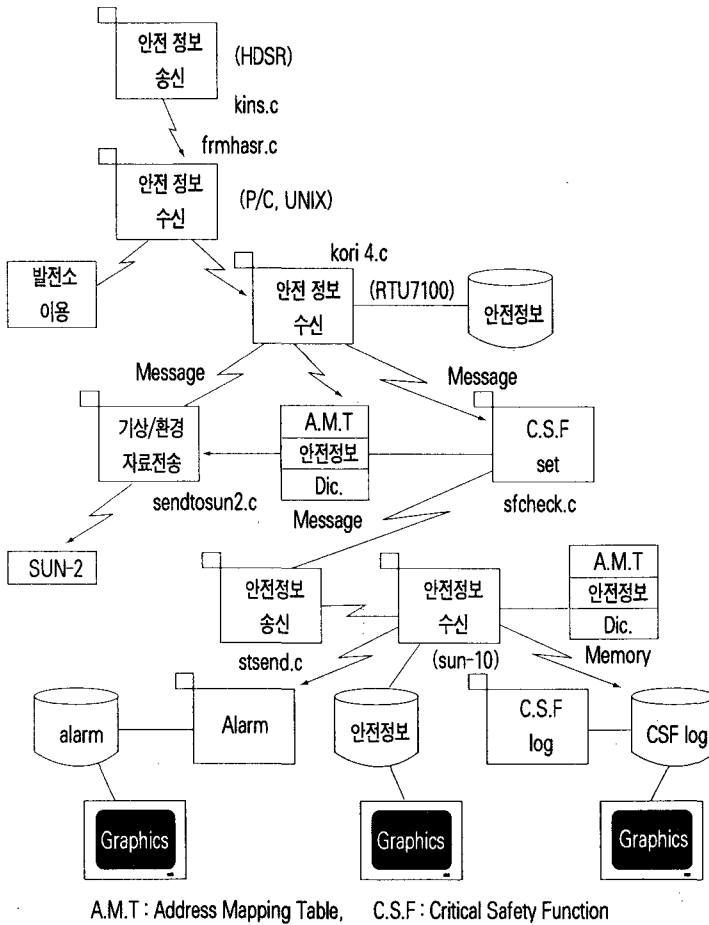 안전 정보
송신
(HDSR)
kins.c
frmhasr.c
안전 정보
수신
(P/C, UNIX)
발전소
이용
kori 4.c
안전 정보
수신
(RTU7100)
안전정보
Message
Message
기상/환경
자료전송
A.M.T
안전정보
Dic.
C.S.F
set
sendtosun2.c
sfcheck.c
Message
SUN-2
안전정보
송신
안전정보
수신
A.M.T
안전정보
Dic.
stsend.c
(sun-10)
Memory
alarm
Alarm
안전정보
C.S.F
log
CSF log
Graphics
Graphics
Graphics
A.M.T : Address Mapping Table, C.S.F : Critical Safety Function